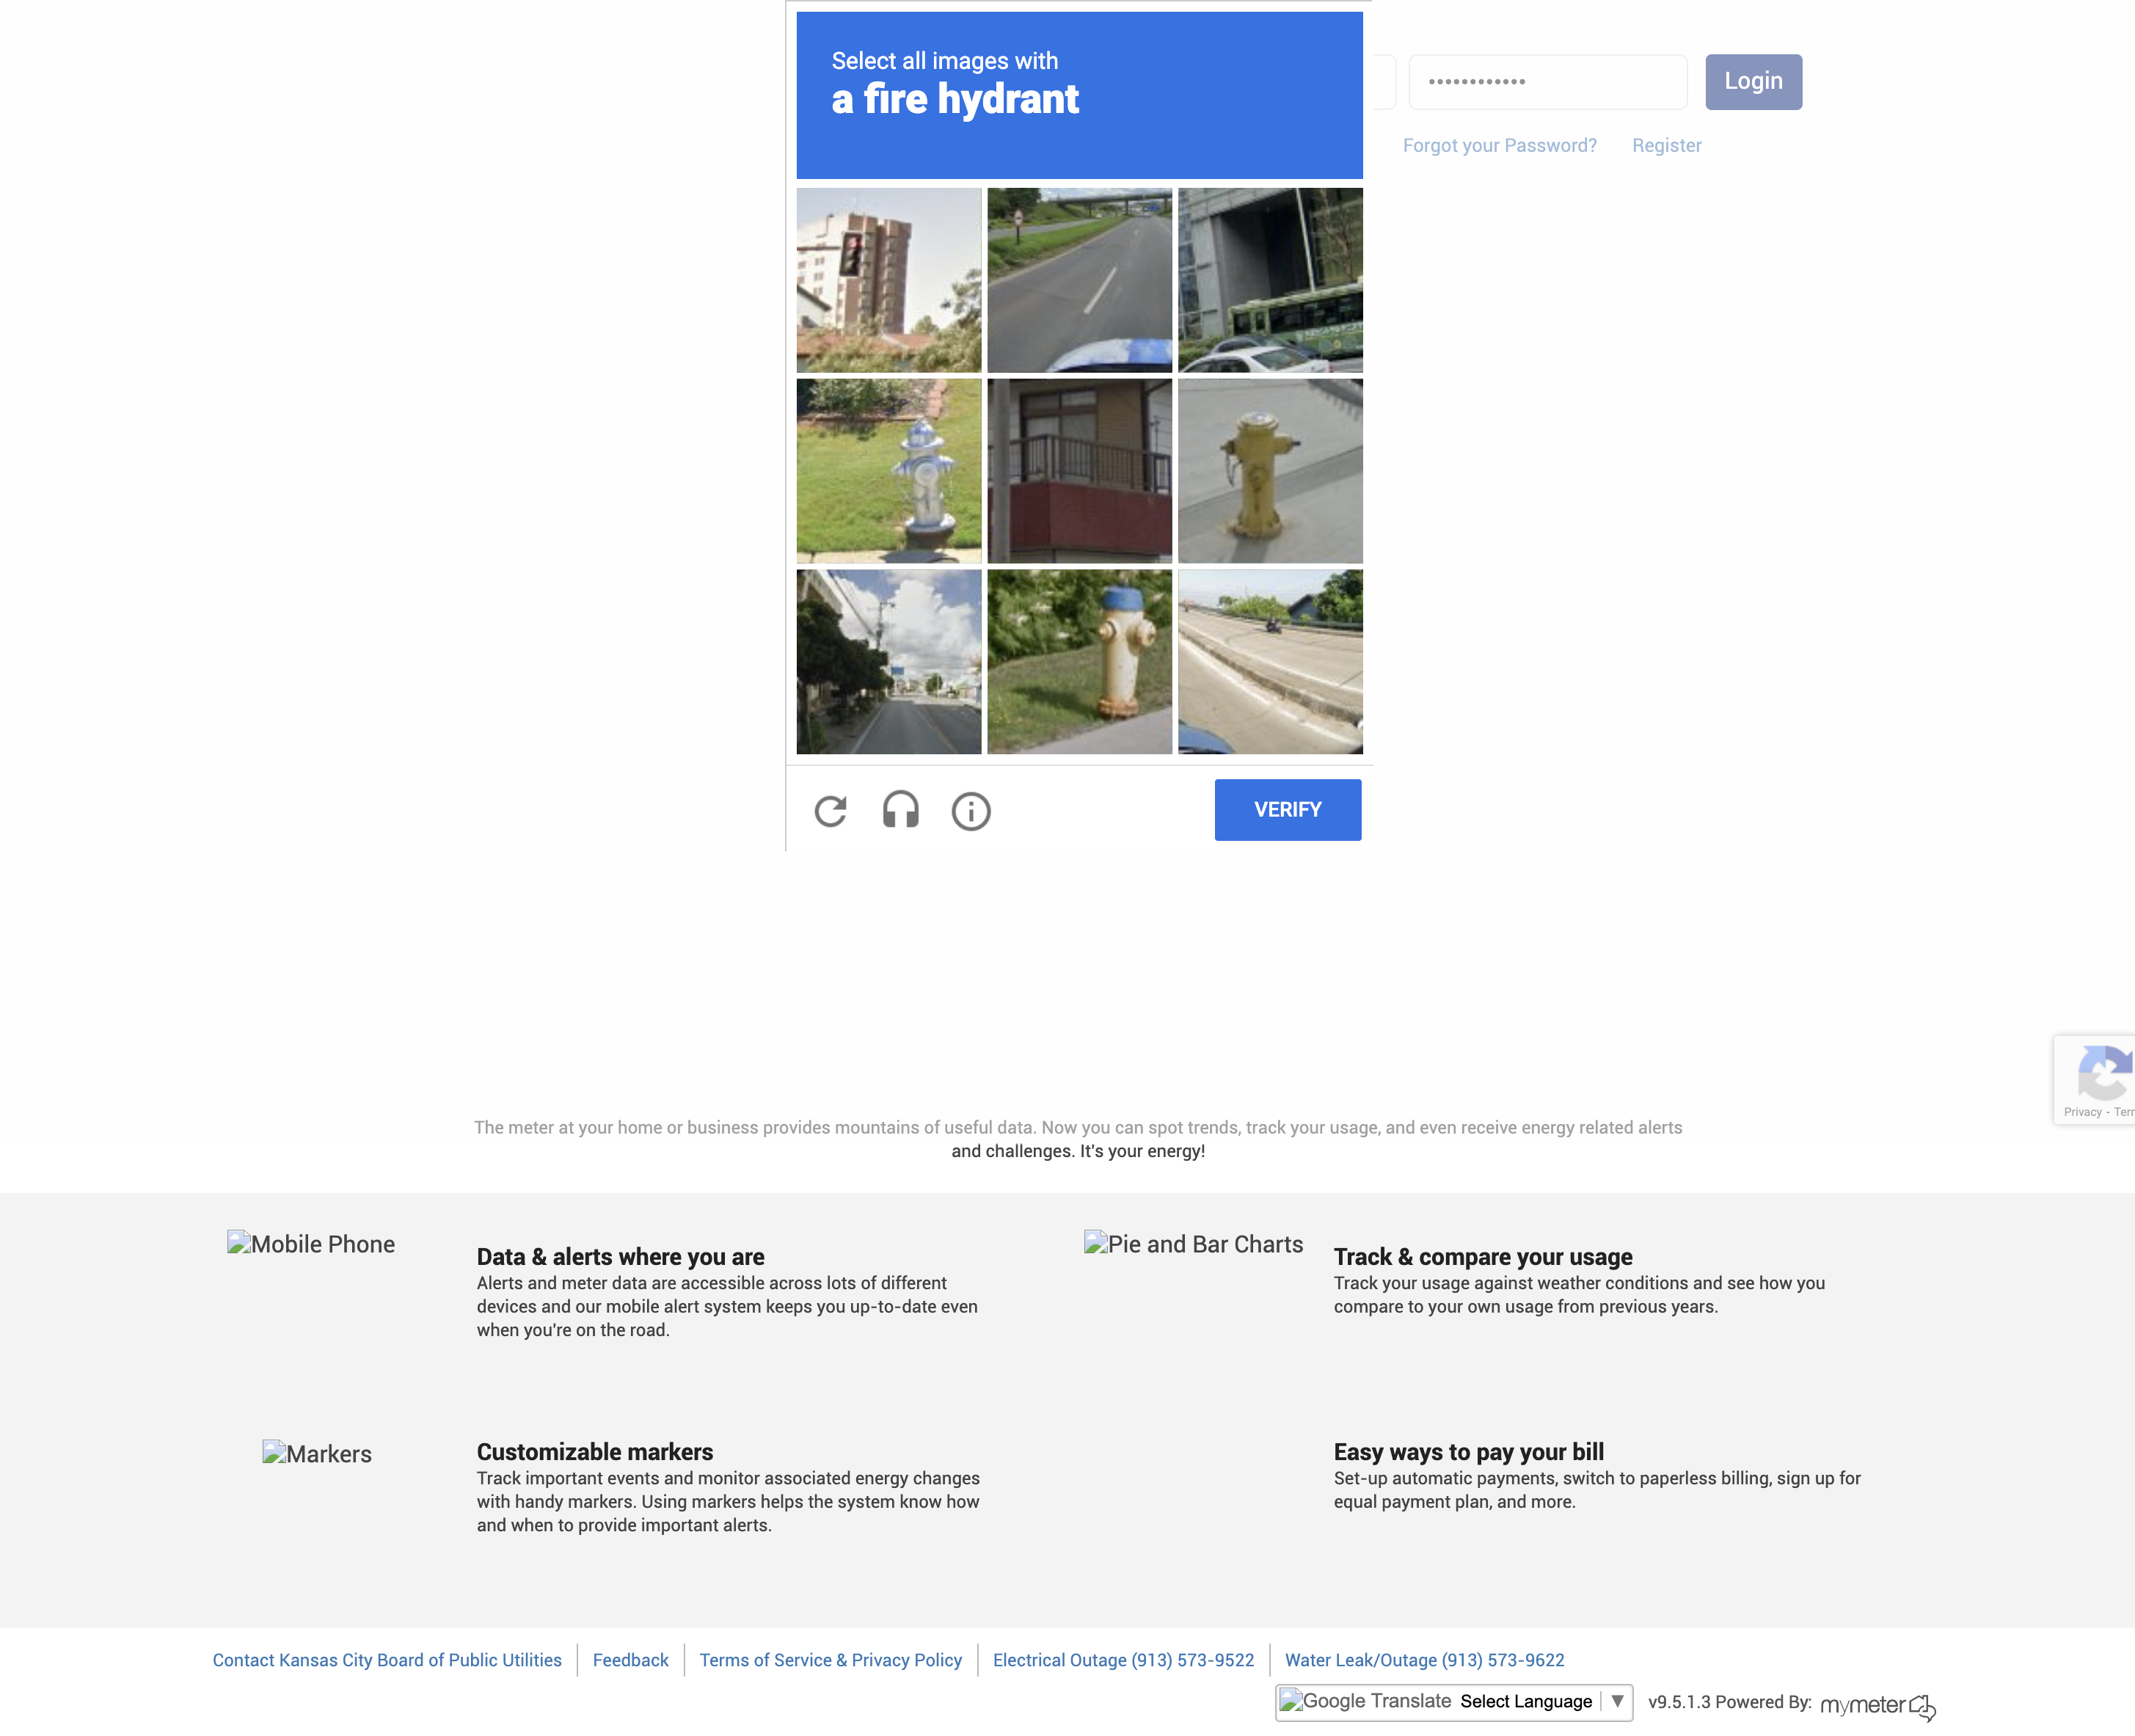 Select all images with
a fire hydrant
••••••••••••
Login
Forgot your Password?
Register
VERIFY
Privacy - Terr
The meter at your home or business provides mountains of useful data. Now you can spot trends, track your usage, and even receive energy related alerts
and challenges. It's your energy!
Mobile Phone
Data & alerts where you are
Alerts and meter data are accessible across lots of different
devices and our mobile alert system keeps you up-to-date even
when you're on the road.
Pie and Bar Charts
Track & compare your usage
Track your usage against weather conditions and see how you
compare to your own usage from previous years.
Markers
Customizable markers
Track important events and monitor associated energy changes
with handy markers. Using markers helps the system know how
and when to provide important alerts.
Easy ways to pay your bill
Set-up automatic payments, switch to paperless billing, sign up for
equal payment plan, and more.
Contact Kansas City Board of Public Utilities
Feedback
Terms of Service & Privacy Policy
Electrical Outage (913) 573-9522
Water Leak/Outage (913) 573-9622
Google Translate Select Language ▼
v9.5.1.3 Powered By: mymeter